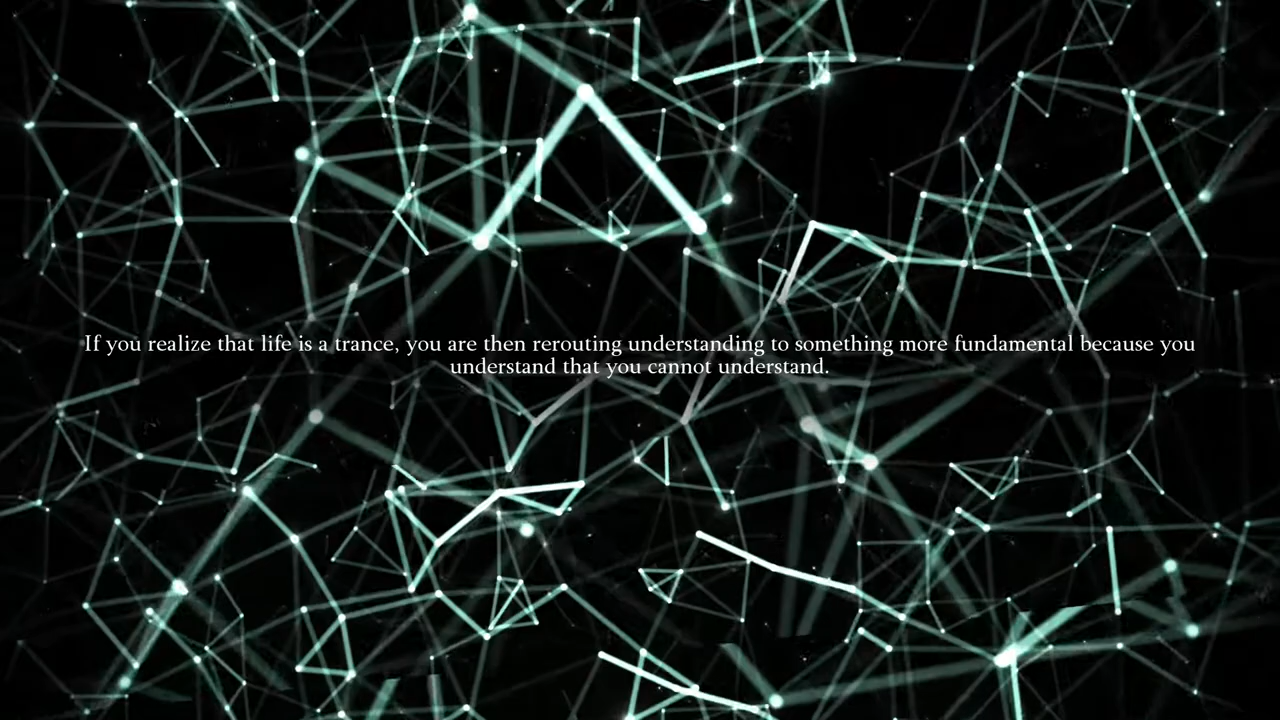 If you realize that life is a trance, you are then rerouting understanding to something more fundamental because you
understand that you cannot understand.